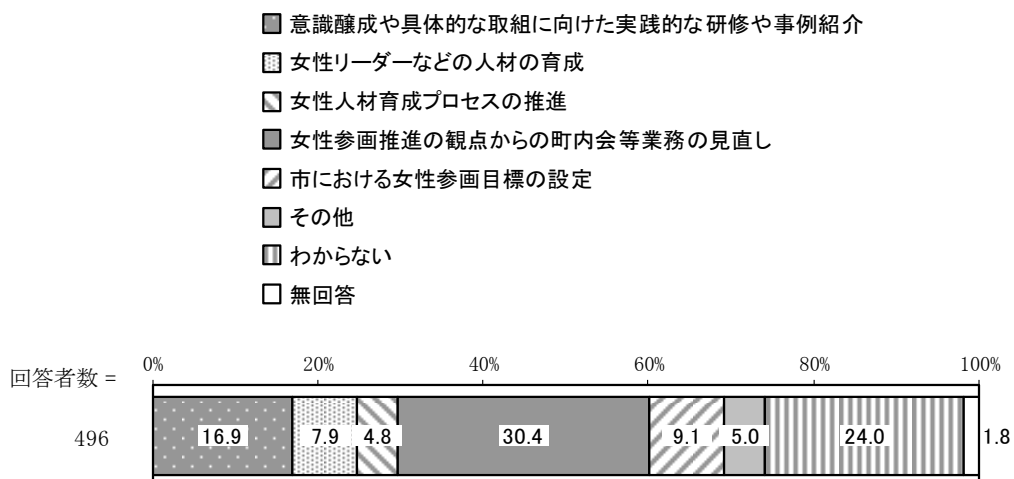 意識醸成や具体的な取組に向けた実践的な研修や事例紹介
女性リーダーなどの人材の育成
女性人材育成プロセスの推進
女性参画推進の観点からの町内会等業務の見直し
市における女性参画目標の設定
その他
わからない
無回答
回答者数 =
0% 20% 40% 60% 80% 100%
496 16.9 7.9 4.8 30.4 9.1 5.0 24.0 1.8